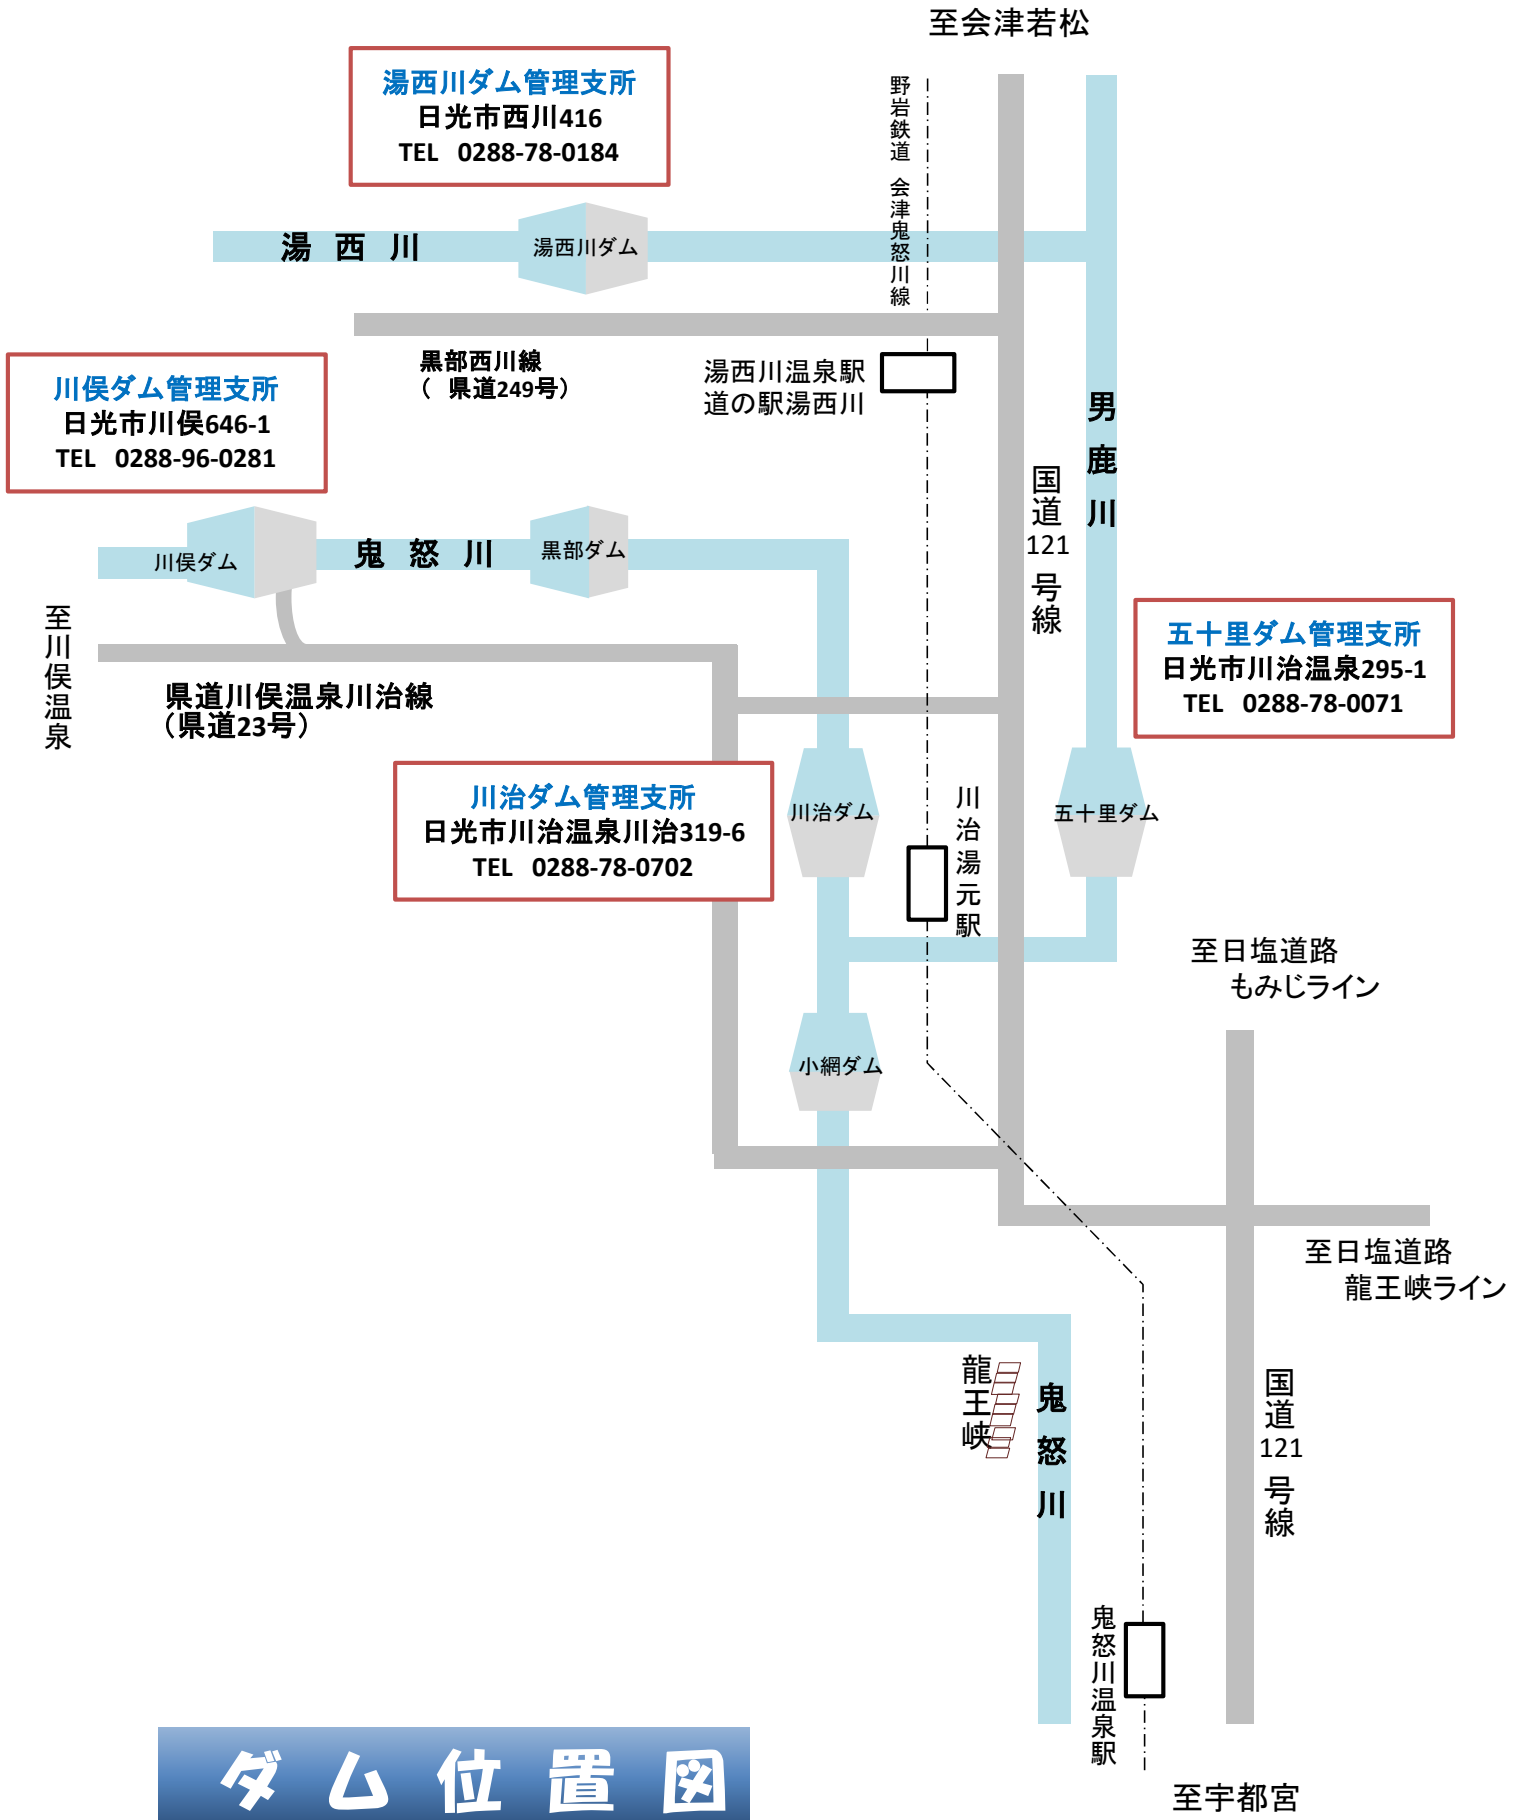 至会津若松
湯西川ダム管理支所
日光市西川416
TEL 0288-78-0184
野岩鉄道 会津鬼怒川線
湯西川
湯西川ダム
黒部西川線
（ 県道249号）
湯西川温泉駅
道の駅湯西川
川俣ダム管理支所
日光市川俣646-1
TEL 0288-96-0281
男鹿川
国道121号線
川俣ダム
鬼怒川
黒部ダム
至川俣温泉
五十里ダム管理支所
日光市川治温泉295-1
TEL 0288-78-0071
県道川俣温泉川治線
（県道23号）
川治ダム管理支所
日光市川治温泉川治319-6
TEL 0288-78-0702
川治ダム
川治湯元駅
五十里ダム
至日塩道路
もみじライン
小網ダム
至日塩道路
龍王峡ライン
龍王峡
鬼怒川
国道121号線
鬼怒川温泉駅
ダム位置図
至宇都宮